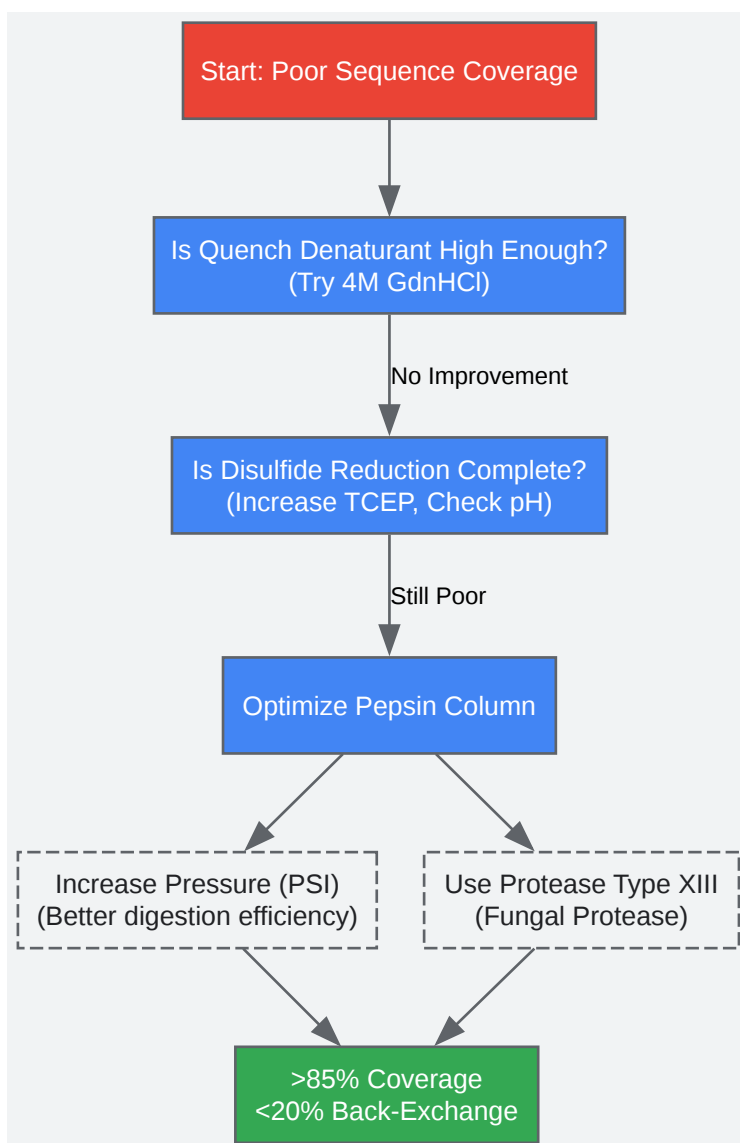 Start: Poor Sequence Coverage
Is Quench Denaturant High Enough?
(Try 4M GdnHCl)
No Improvement
Is Disulfide Reduction Complete?
(Increase TCEP, Check pH)
Still Poor
Optimize Pepsin Column
Increase Pressure (PSI)
(Better digestion efficiency)
Use Protease Type XIII
(Fungal Protease)
>85% Coverage
<20% Back-Exchange